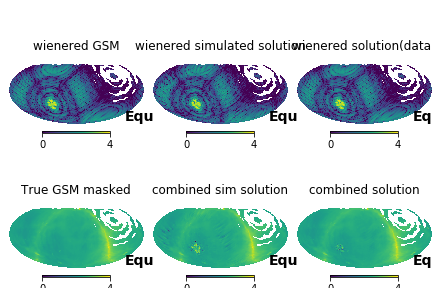 wienered GSM wienered simulated solution wienered solution(data
Equ Equ Eq
0 4 0 4 0 4
True GSM masked combined sim solution combined solution
Equ Equ Eq
0 4 0 4 0 4